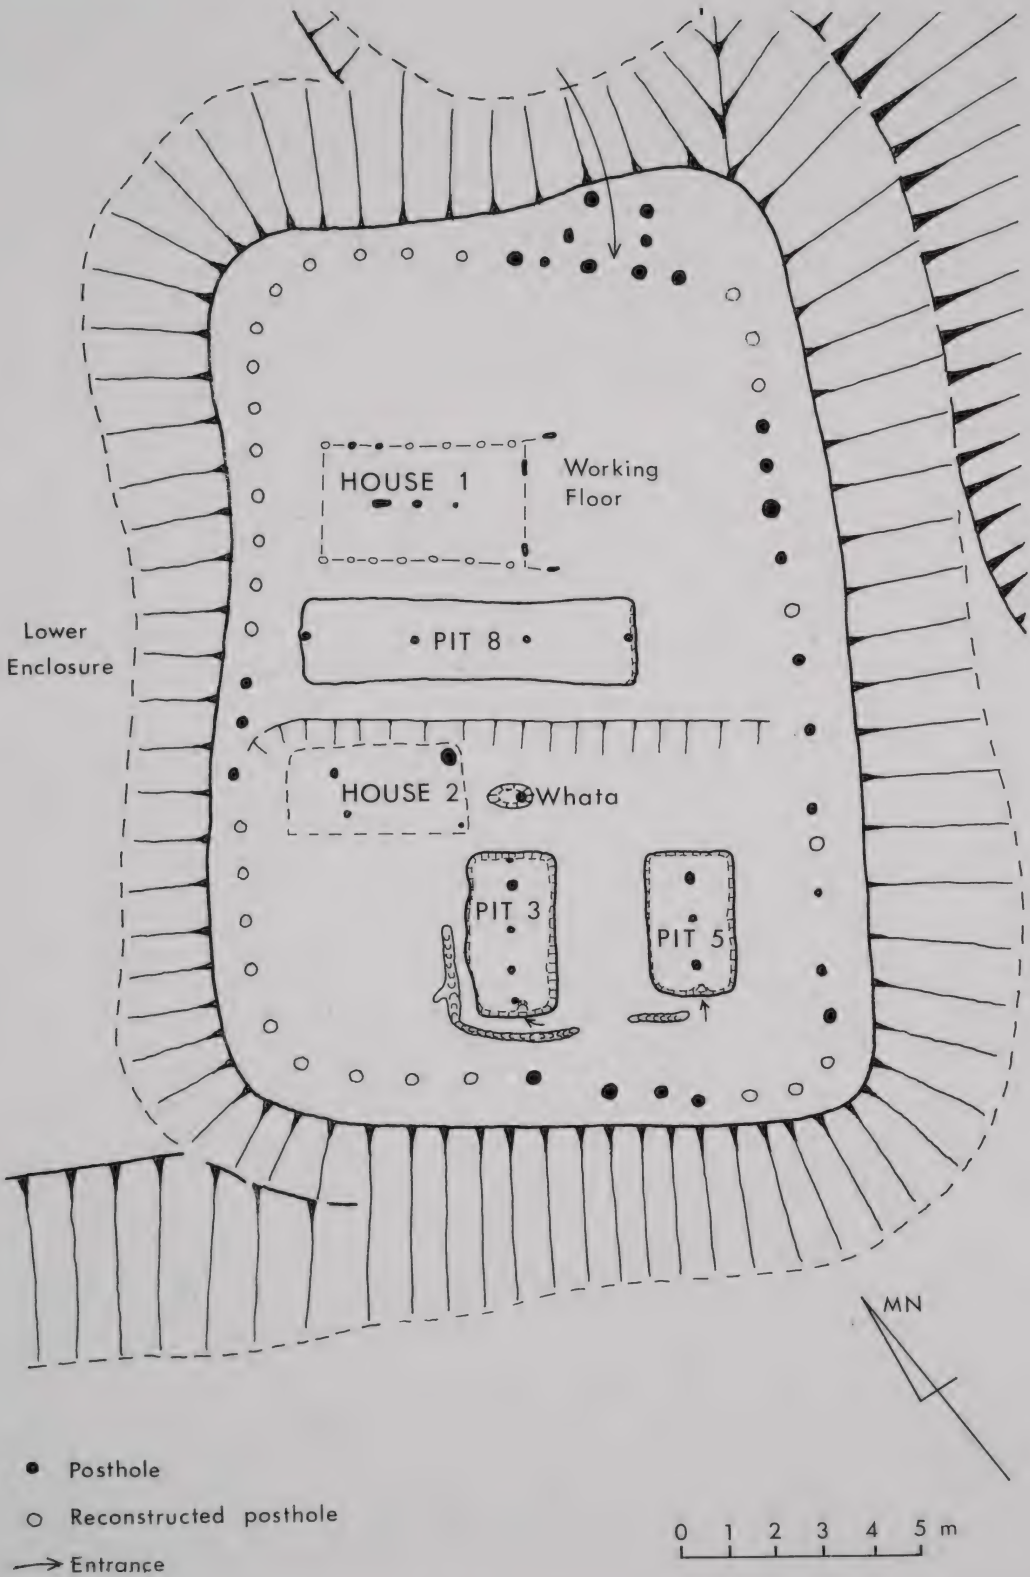 HOUSE 1
Working
Floor
Lower
Enclosure
PIT 8
HOUSE 2
Whata
PIT 3
PIT 5
MN
Posthole
Reconstructed posthole
Entrance
0 1 2 3 4 5 m